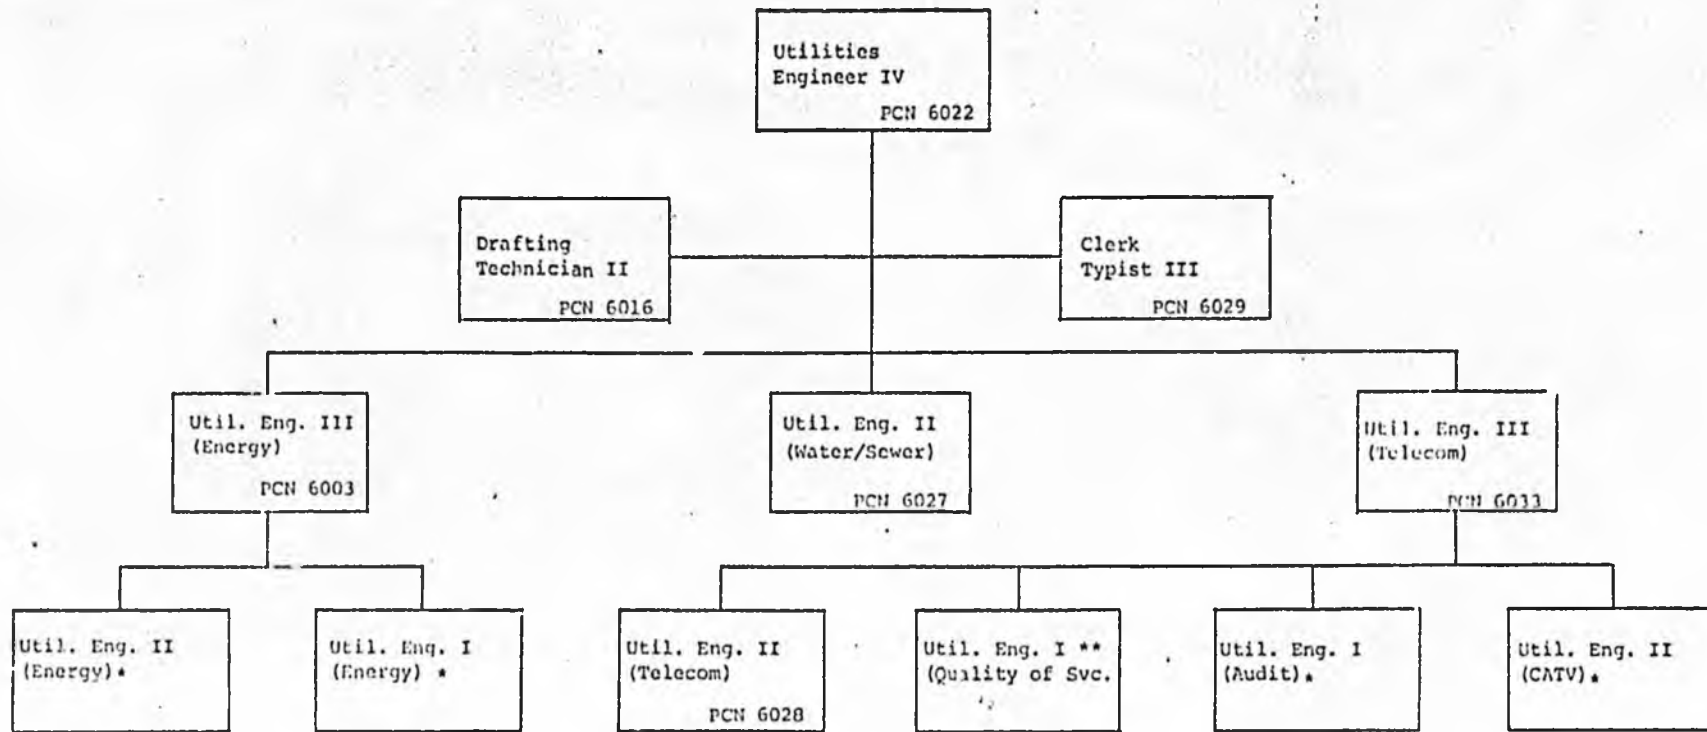 Utilities
Engineer IV
PCN 6022
Drafting
Technician II
PCN 6016
Clerk
Typist III
PCN 6029
Util. Eng. III
(Energy)
PCN 6003
Util. Eng. II
(Water/Sewer)
PCN 6027
Util. Eng. III
(Telecom)
PCN 6033
Util. Eng. II
(Energy)*
Util. Eng. I
(Energy) *
Util. Eng. II
(Telecom)
PCN 6028
Util. Eng. I **
(Quality of Svc.
Util. Eng. I
(Audit)*
Util. Eng. II
(CATV)*